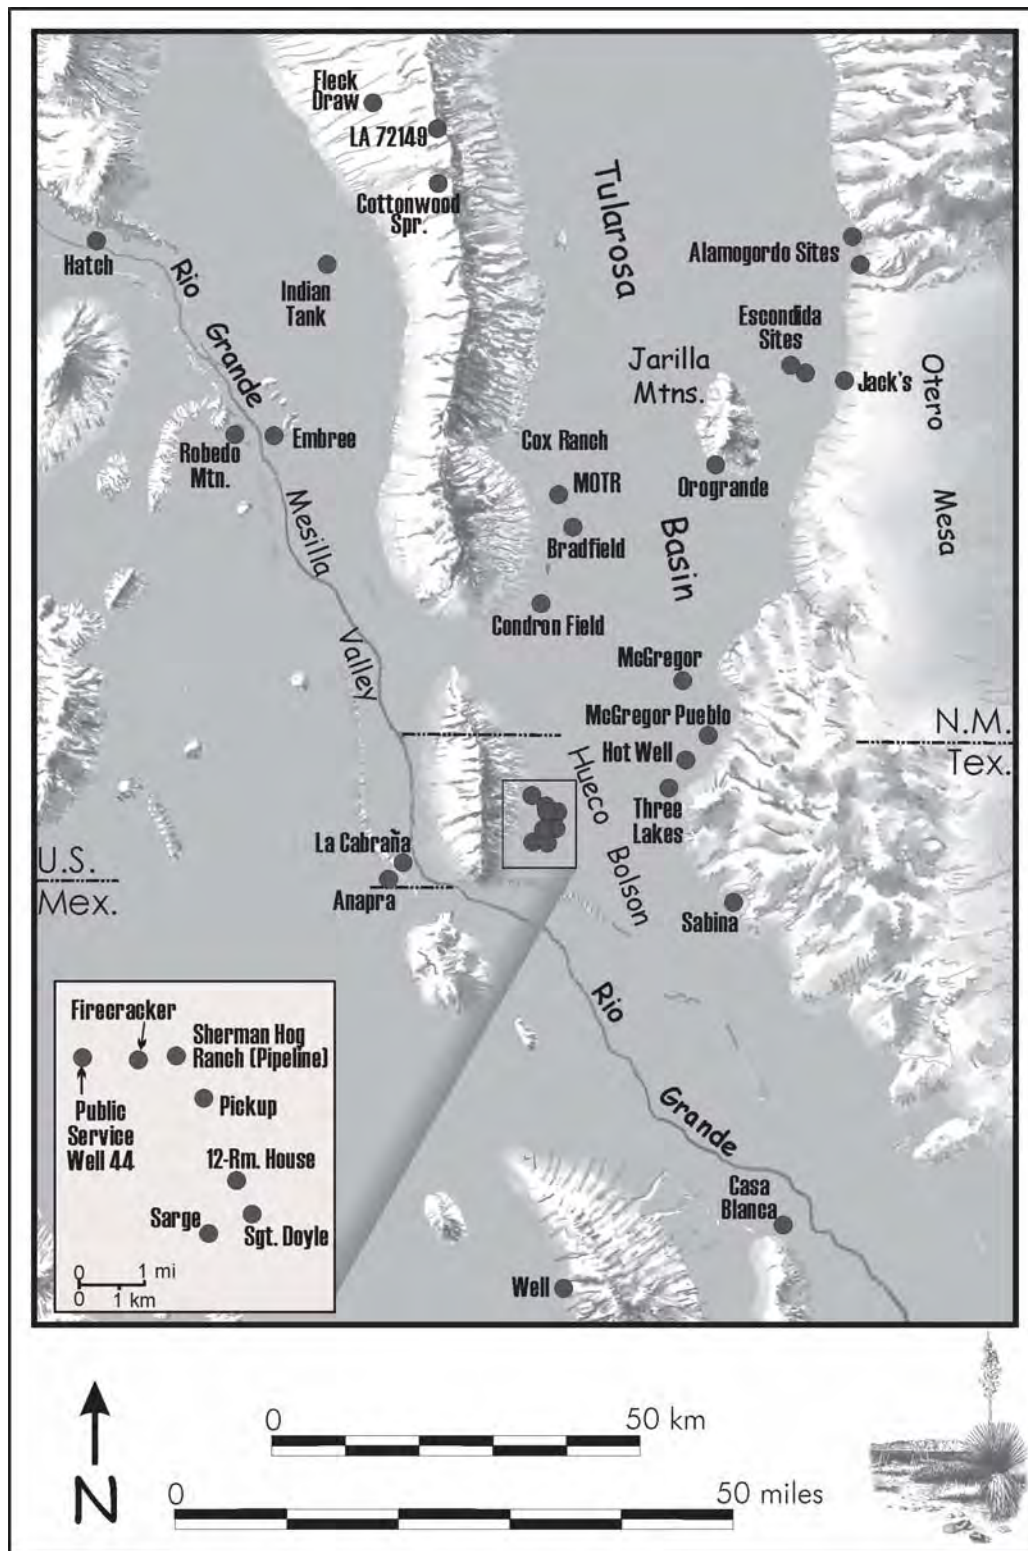 Fleck
Draw
LA 72149
Cottonwood
Spr.
Tularosa
Basin
Alamogordo Sites
Hatch
Rio
Grande
Indian
Tank
Escondida
Sites
Jarilla
Mtns.
Jack's
Otero
Mesa
Robedo
Mtn.
Embree
Cox Ranch
MOTR
Orogrande
Bradfield
Mesilla
Valley
Condron Field
McGregor
McGregor Pueblo
N.M.
Tex.
Hot Well
Hueco
Bolson
Three
Lakes
La Cabraña
U.S.
Mex.
Anapra
Sabina
Rio
Grande
Firecracker
Sherman Hog
Ranch (Pipeline)
Public
Service
Well 44
Pickup
12-Rm. House
Sarge
Sgt. Doyle
0 1 mi
0 1 km
Casa
Blanca
Well
N
0 50 km
0 50 miles